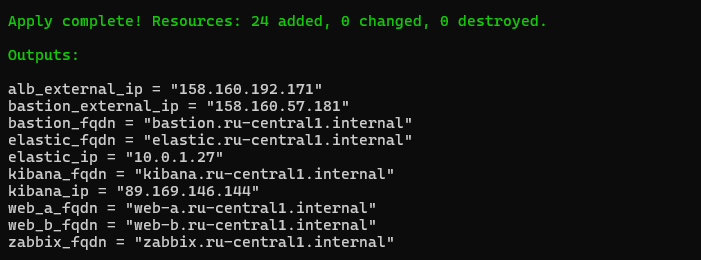 Apply complete! Resources: 24 added, 0 changed, 0 destroyed.
Outputs:
alb_external_ip = "158.160.192.171"
bastion_external_ip = "158.160.57.181"
bastion_fqdn = "bastion.ru-central1.internal"
elastic_fqdn = "elastic.ru-central1.internal"
elastic_ip = "10.0.1.27"
kibana_fqdn = "kibana.ru-central1.internal"
kibana_ip = "89.169.146.144"
web_a_fqdn = "web-a.ru-central1.internal"
web_b_fqdn = "web-b.ru-central1.internal"
zabbix_fqdn = "zabbix.ru-central1.internal"